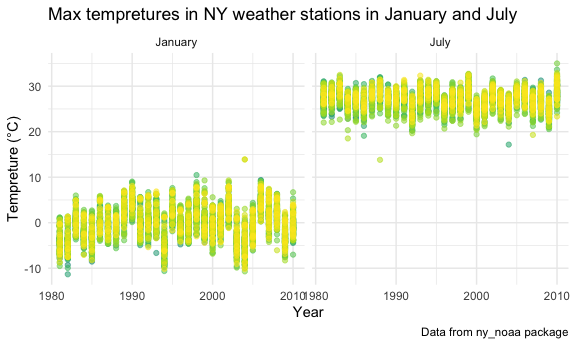 Max tempretures in NY weather stations in January and July
January
July
Tempreture (°C)
30
20
10
0
-10
1980
1990
2000
2010
1980
1990
2000
2010
Year
Data from ny_noaa package